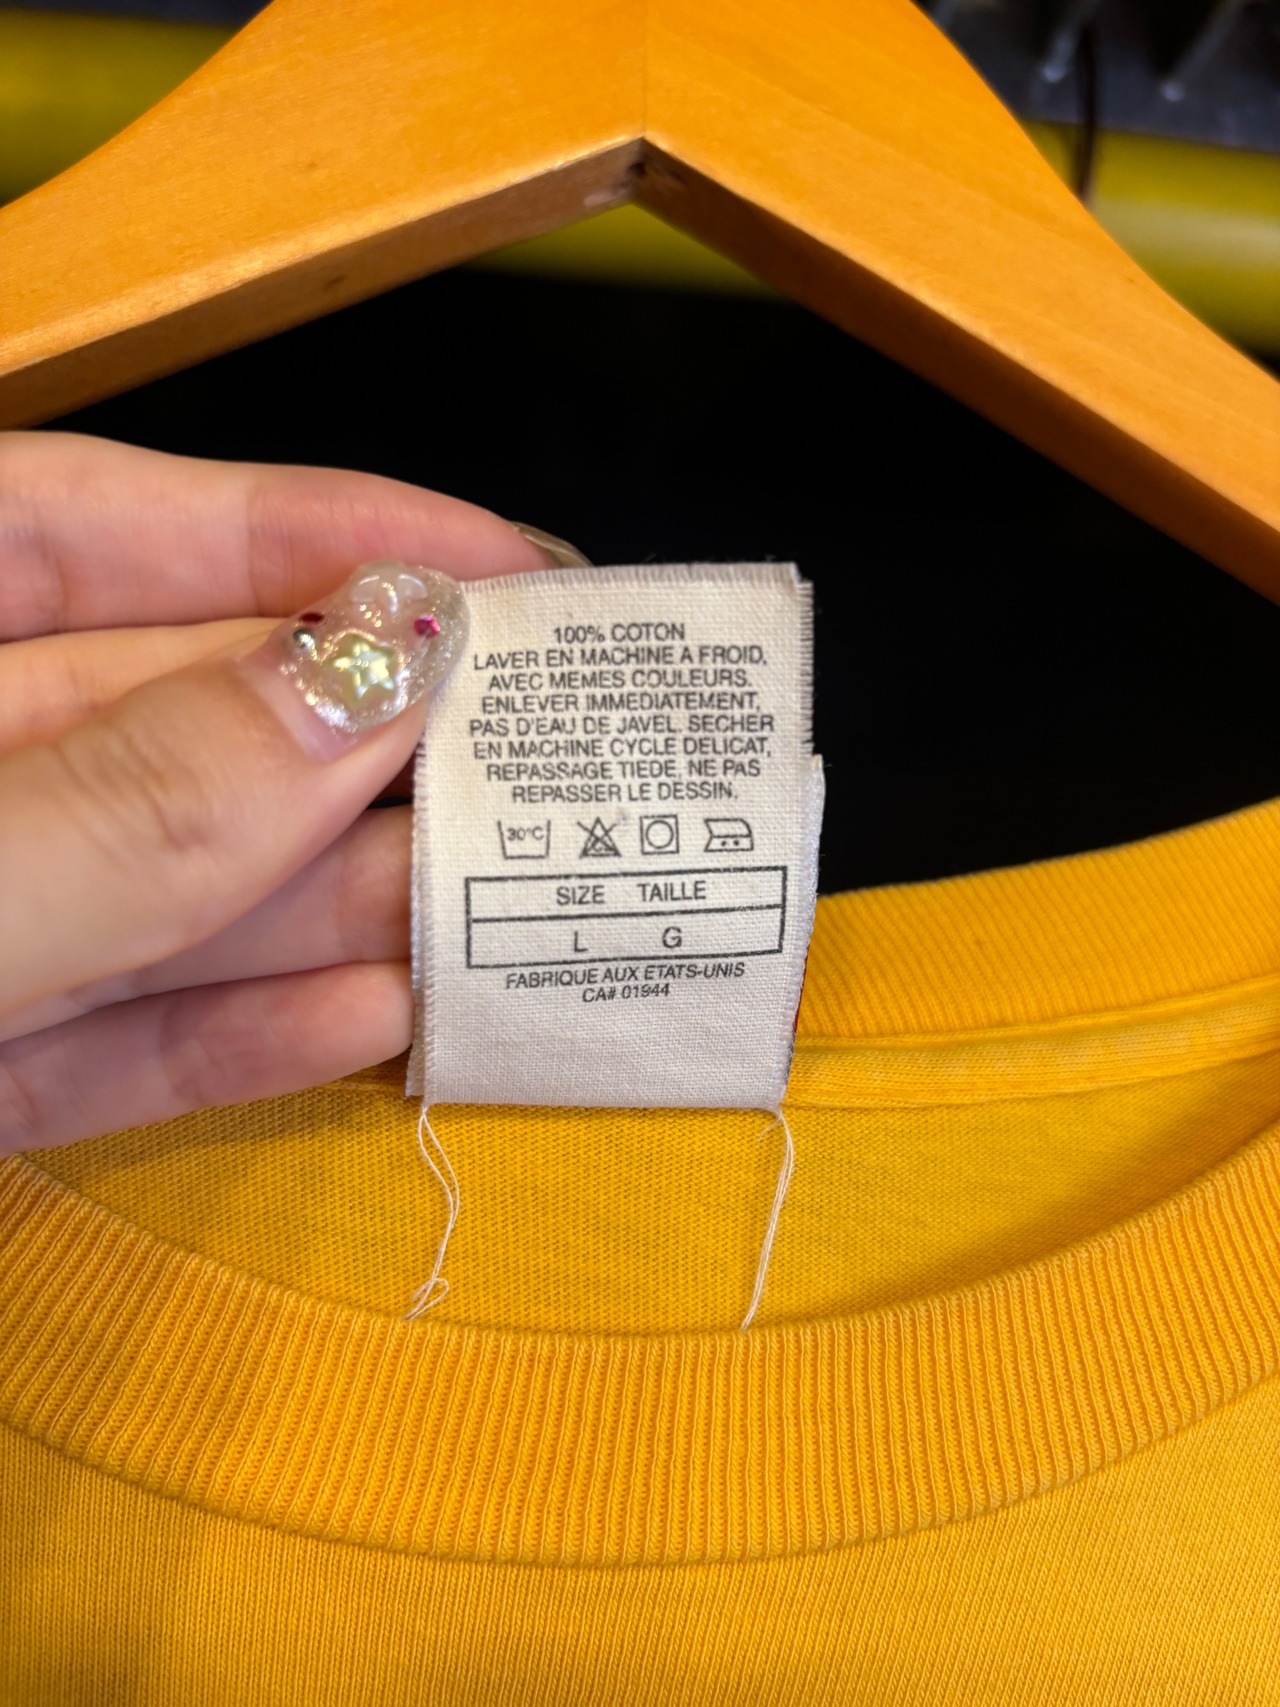 100% COTON
LAVER EN MACHINE A FROID,
AVEC MEMES COULEURS.
ENLEVER IMMEDIATEMENT,
PAS D'EAU DE JAVEL. SECHER
EN MACHINE CYCLE DELICAT,
REPASSAGE TIEDE, NE PAS
REPASSER LE DESSIN.
30°C
SIZE TAILLE
L G
FABRIQUE AUX ETATS-UNIS
CA# 01944